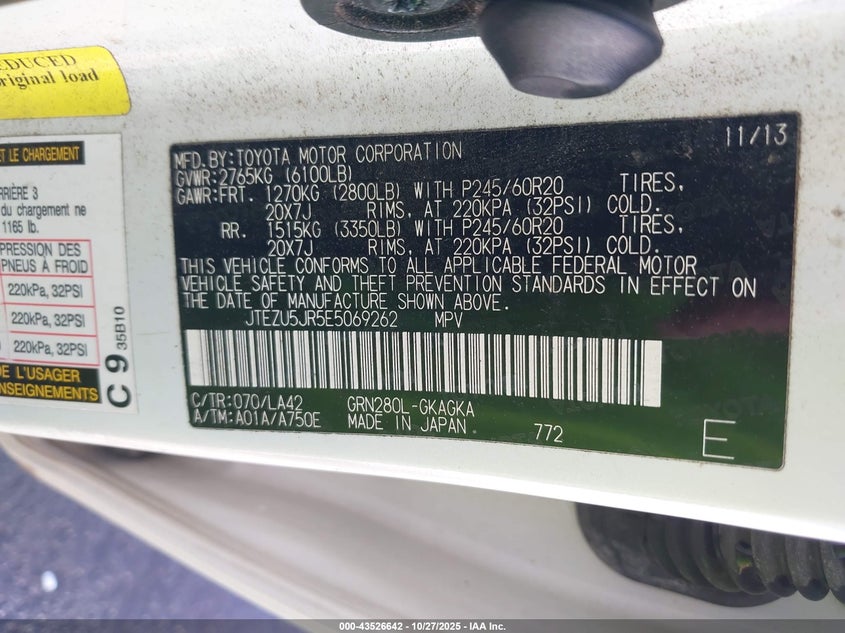 EDUCED
original load
ET LE CHARGEMENT
RRIÈRE 3
du chargement ne
1165 lb.
PRESSION DES
PNEUS À FROID
220kPa, 32PSI
220kPa, 32PSI
220kPa, 32PSI
DE L'USAGER
ENSEIGNEMENTS
C 9 35B10
11/13
MFD.BY:TOYOTA MOTOR CORPORATION
GVWR:2765KG (6100LB)
GAWR:FRT. 1270KG (2800LB) WITH P245/60R20 TIRES,
20X7J RIMS, AT 220KPA (32PSI) COLD.
RR. 1515KG (3350LB) WITH P245/60R20 TIRES,
20X7J RIMS, AT 220KPA (32PSI) COLD.
THIS VEHICLE CONFORMS TO ALL APPLICABLE FEDERAL MOTOR
VEHICLE SAFETY AND THEFT PREVENTION STANDARDS IN EFFECT ON
THE DATE OF MANUFACTURE SHOWN ABOVE.
JTEZU5JR5E5069262 MPV
C/TR:070/LA42 GRN280L-GKAGKA
A/TM:A01A/A750E MADE IN JAPAN 772
E
000-43526642 / 10/27/2025 - IAA Inc.